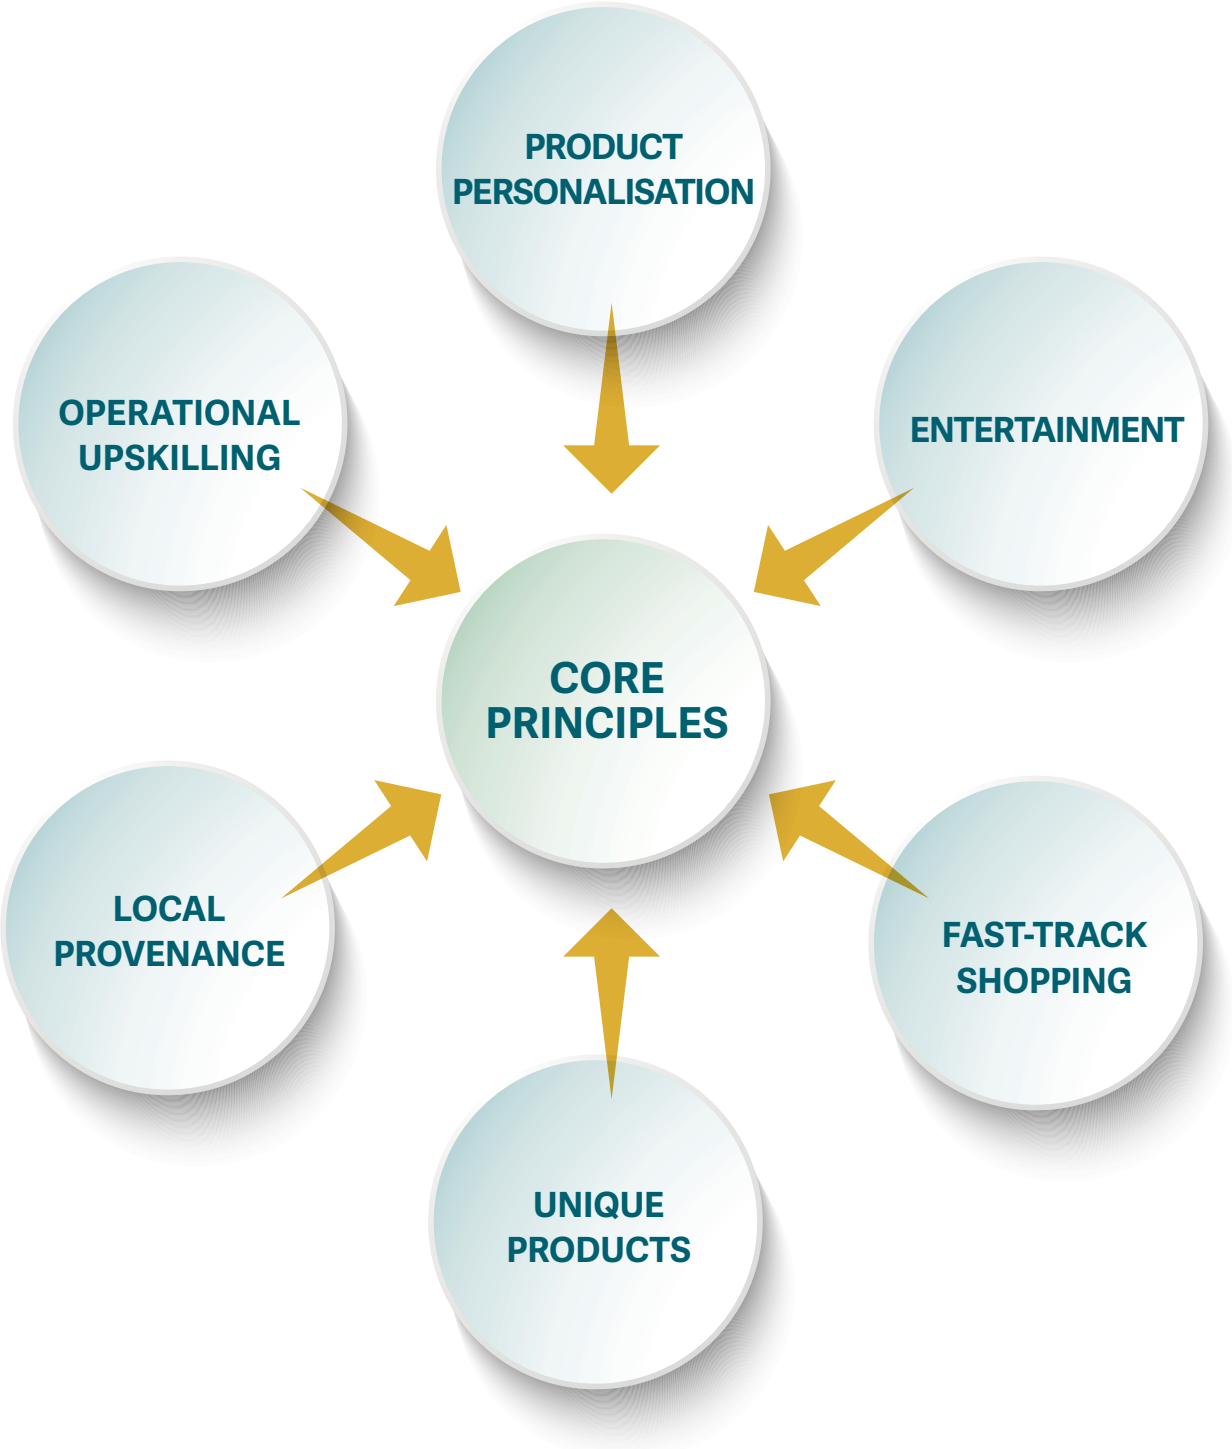 PRODUCT
PERSONALISATION
OPERATIONAL
UPSKILLING
ENTERTAINMENT
CORE
PRINCIPLES
LOCAL
PROVENANCE
FAST-TRACK
SHOPPING
UNIQUE
PRODUCTS